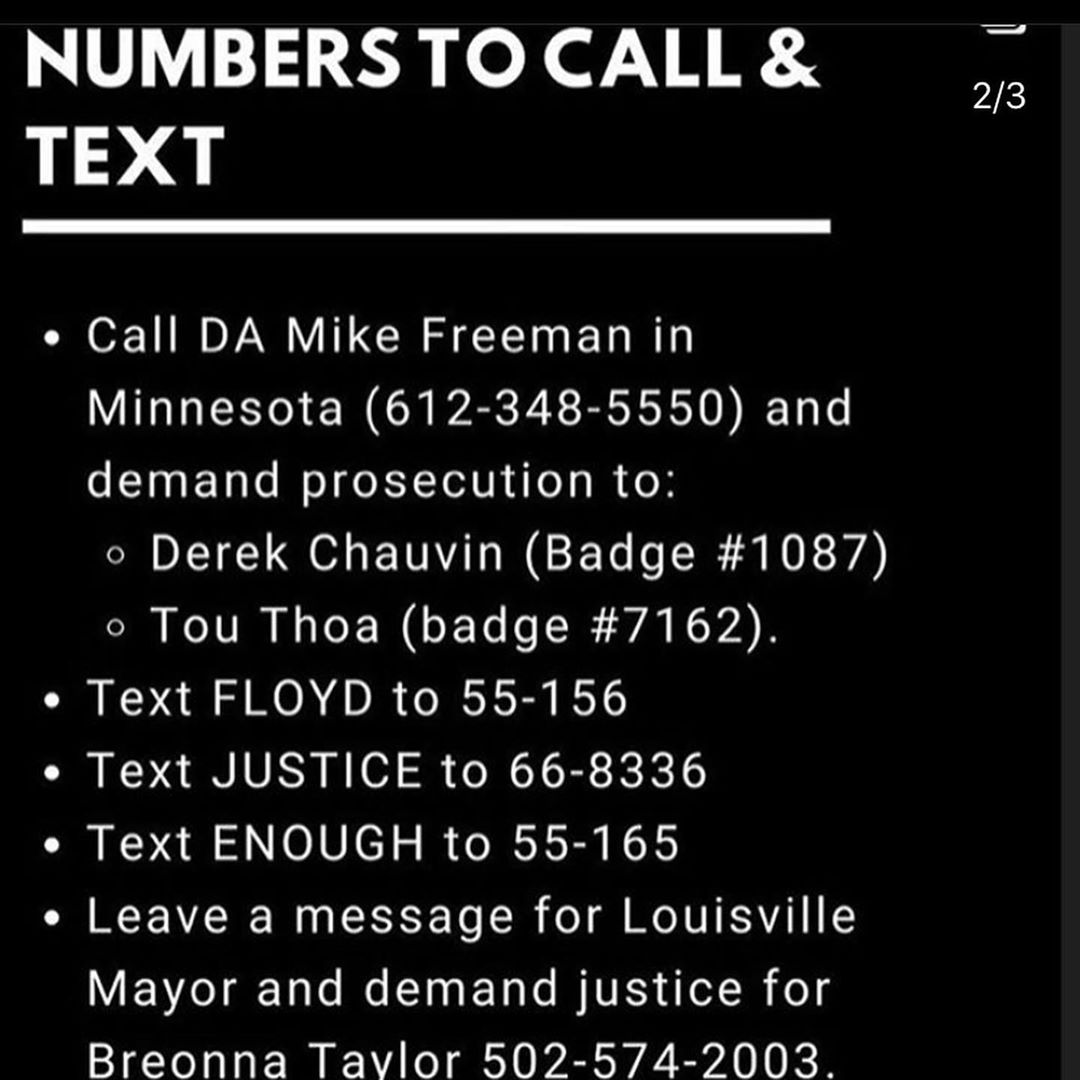 NUMBERS TO CALL &
2/3
TEXT
• Call DA Mike Freeman in
Minnesota (612-348-5550) and
demand prosecution to:
◦ Derek Chauvin (Badge #1087)
◦ Tou Thoa (badge #7162).
• Text FLOYD to 55-156
• Text JUSTICE to 66-8336
• Text ENOUGH to 55-165
• Leave a message for Louisville
Mayor and demand justice for
Breonna Taylor 502-574-2003.